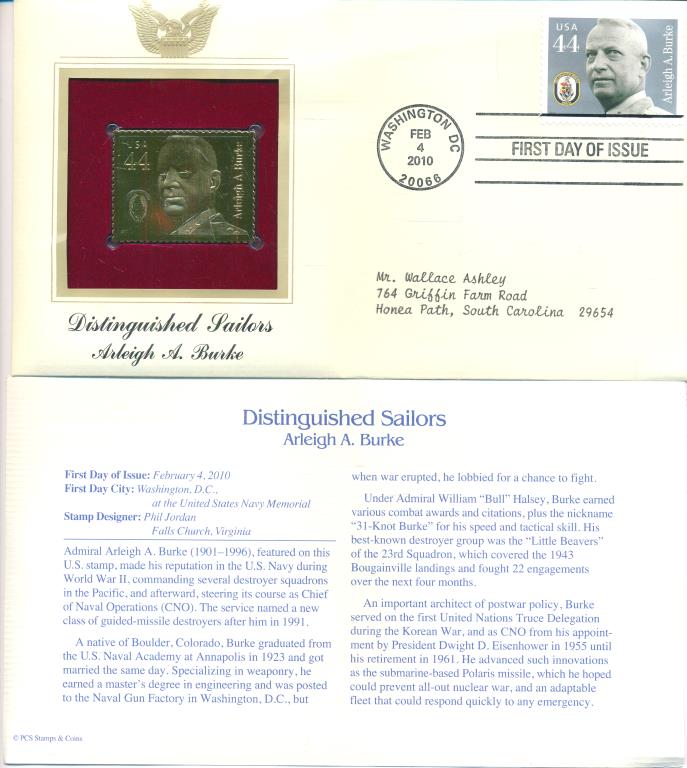 USA
44
Arleigh A. Burke
USA
44
Arleigh A. Burke
WASHINGTON DC
FEB
4
2010
20066
FIRST DAY OF ISSUE
Mr. Wallace Ashley
764 Griffin Farm Road
Honea Path, South Carolina 29654
Distinguished Sailors
Arleigh A. Burke
Distinguished Sailors
Arleigh A. Burke
First Day of Issue: February 4, 2010
First Day City: Washington, D.C.,
at the United States Navy Memorial
Stamp Designer: Phil Jordan
Falls Church, Virginia
Admiral Arleigh A. Burke (1901–1996), featured on this
U.S. stamp, made his reputation in the U.S. Navy during
World War II, commanding several destroyer squadrons
in the Pacific, and afterward, steering its course as Chief
of Naval Operations (CNO). The service named a new
class of guided-missile destroyers after him in 1991.
A native of Boulder, Colorado, Burke graduated from
the U.S. Naval Academy at Annapolis in 1923 and got
married the same day. Specializing in weaponry, he
earned a master's degree in engineering and was posted
to the Naval Gun Factory in Washington, D.C., but
when war erupted, he lobbied for a chance to fight.
Under Admiral William “Bull” Halsey, Burke earned
various combat awards and citations, plus the nickname
“31-Knot Burke” for his speed and tactical skill. His
best-known destroyer group was the “Little Beavers”
of the 23rd Squadron, which covered the 1943
Bougainville landings and fought 22 engagements
over the next four months.
An important architect of postwar policy, Burke
served on the first United Nations Truce Delegation
during the Korean War, and as CNO from his appoint-
ment by President Dwight D. Eisenhower in 1955 until
his retirement in 1961. He advanced such innovations
as the submarine-based Polaris missile, which he hoped
could prevent all-out nuclear war, and an adaptable
fleet that could respond quickly to any emergency.
© PCS Stamps & Coins